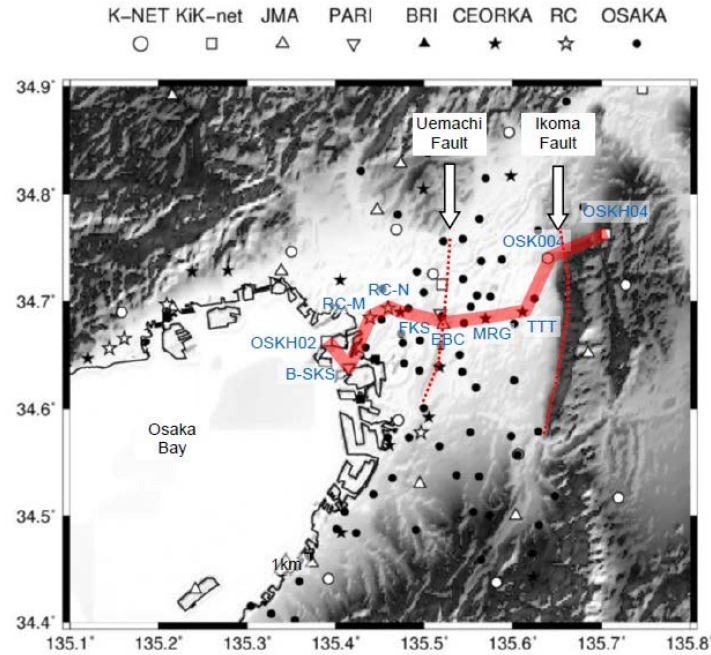 K-NET KiK-net JMA PARI BRI CEORKA RC OSAKA
34.9˚
34.8˚
34.7˚
34.6˚
34.5˚
34.4˚
Uemachi
Fault
Ikoma
Fault
OSKH04
OSK004
RC-N
RC-M
FKS
EBC
MRG
TTT
OSKH02
B-SKS
Osaka
Bay
1km
135.1˚ 135.2˚ 135.3˚ 135.4˚ 135.5˚ 135.6˚ 135.7˚ 135.8˚